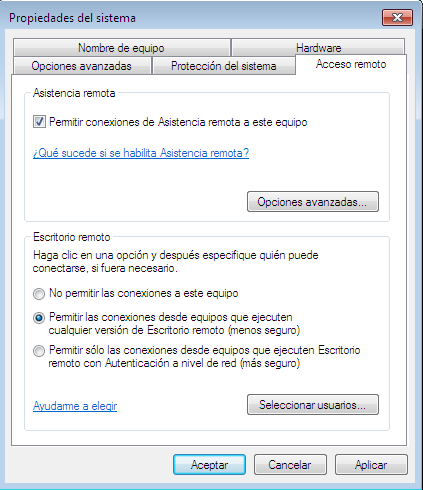 Propiedades del sistema
Nombre de equipo
Hardware
Opciones avanzadas
Protección del sistema
Acceso remoto
Asistencia remota
Permitir conexiones de Asistencia remota a este equipo
¿Qué sucede si se habilita Asistencia remota?
Opciones avanzadas...
Escritorio remoto
Haga clic en una opción y después especifique quién puede
conectarse, si fuera necesario.
No permitir las conexiones a este equipo
Permitir las conexiones desde equipos que ejecuten
cualquier versión de Escritorio remoto (menos seguro)
Permitir sólo las conexiones desde equipos que ejecuten Escritorio
remoto con Autenticación a nivel de red (más seguro)
Ayudarme a elegir
Seleccionar usuarios...
Aceptar
Cancelar
Aplicar